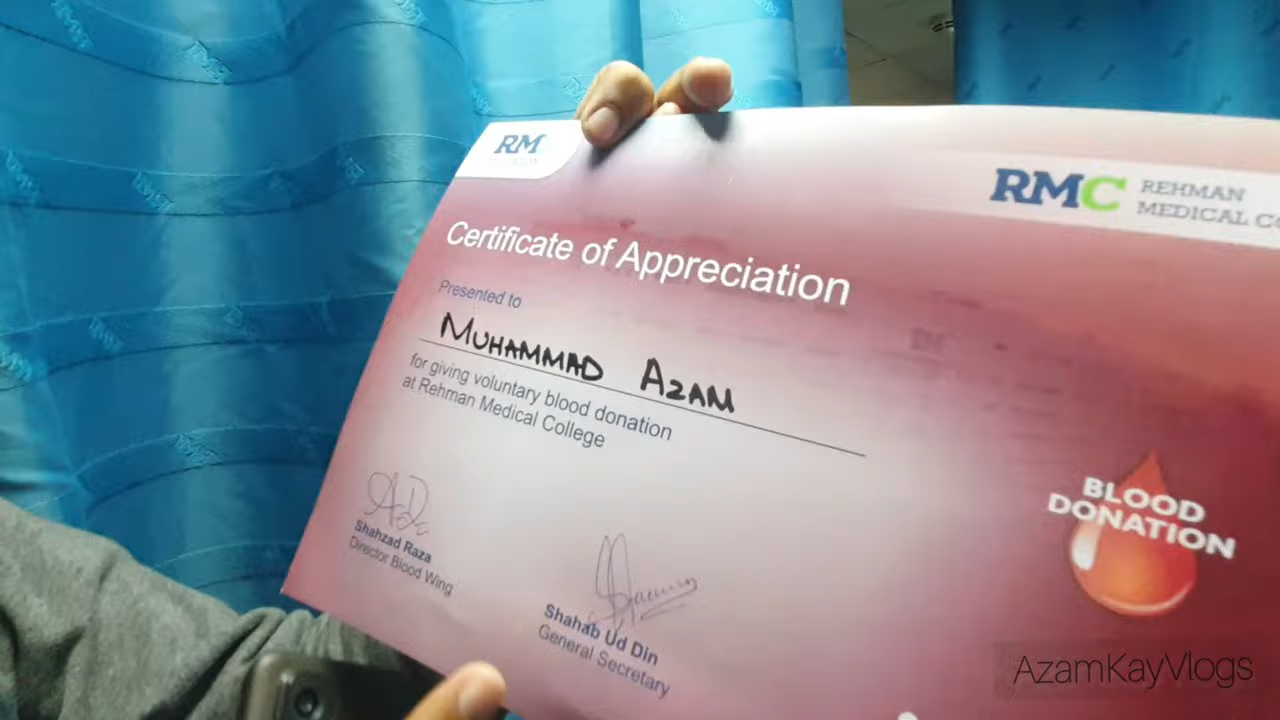 RM
RMC
REHMAN
MEDICAL CO
Certificate of Appreciation
Presented to
MUHAMMAD AZAM
for giving voluntary blood donation
at Rehman Medical College
BLOOD
DONATION
Shahzad Raza
Director Blood Wing
Shahab Ud Din
General Secretary
AzamKayVlogs